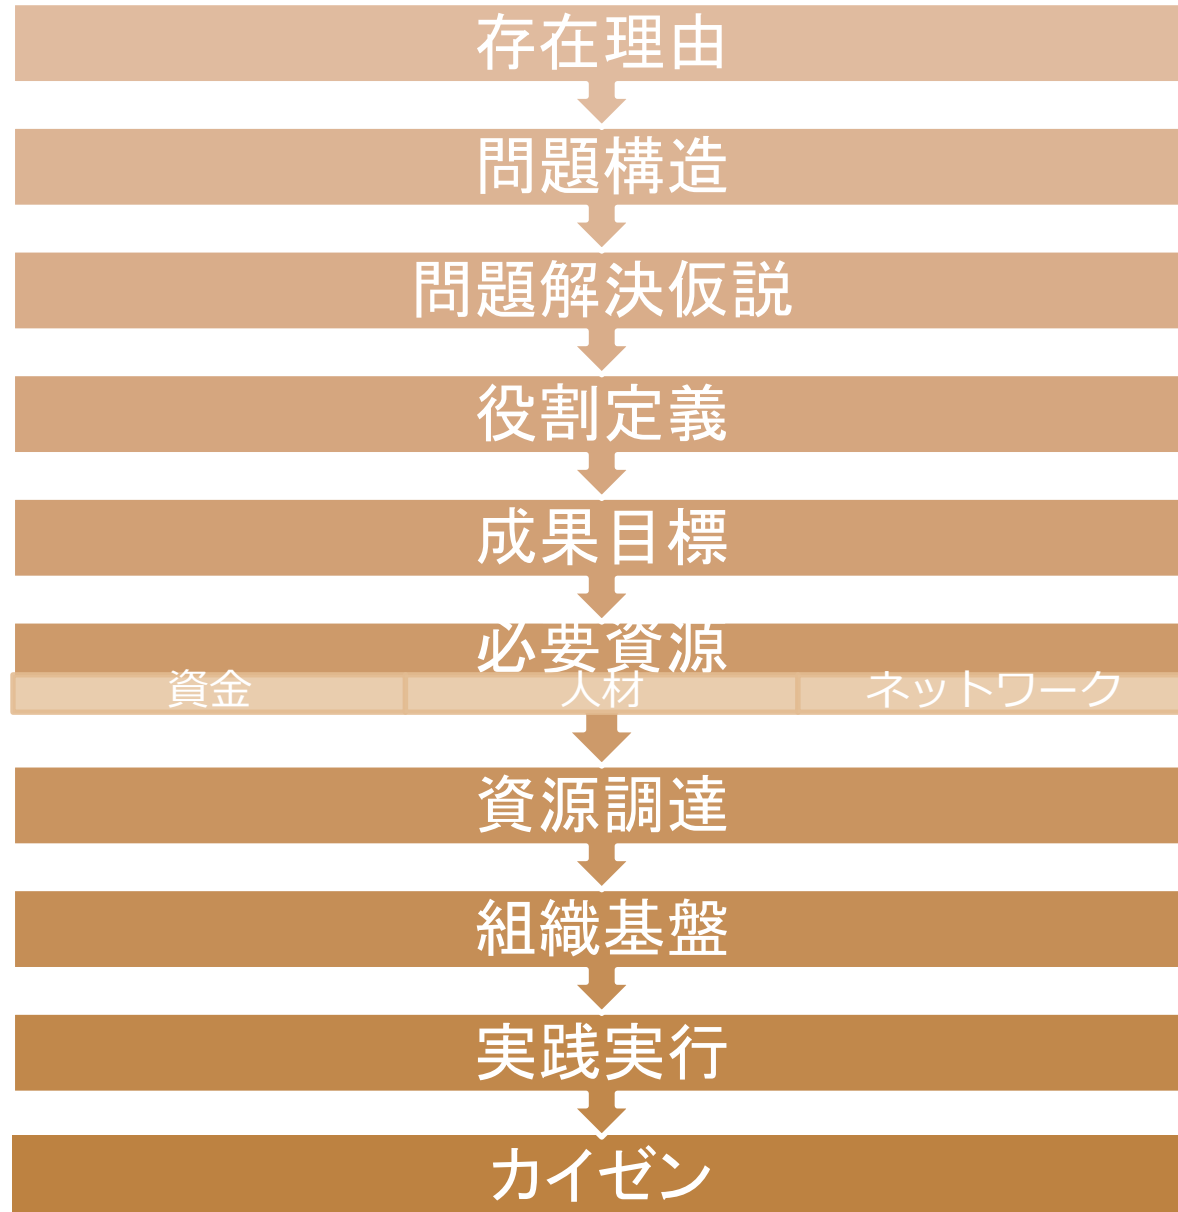 存在理由
問題構造
問題解決仮説
役割定義
成果目標
必要資源
資金 人材 ネットワーク
資源調達
組織基盤
実践実行
カイゼン